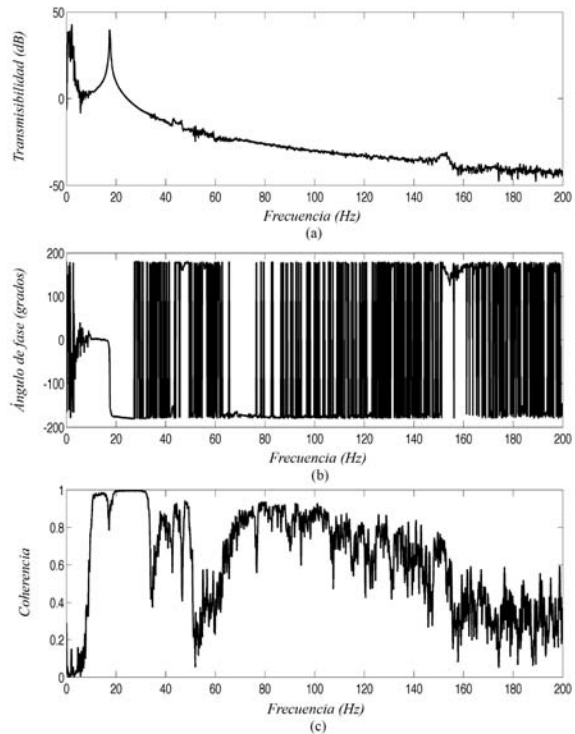 Transmisibilidad (dB)
50
0
-50
0 20 40 60 80 100 120 140 160 180 200
Frecuencia (Hz)
(a)
Ángulo de fase (grados)
200
100
0
-100
-200
0 20 40 60 80 100 120 140 160 180 200
Frecuencia (Hz)
(b)
Coherencia
1
0.8
0.6
0.4
0.2
0
0 20 40 60 80 100 120 140 160 180 200
Frecuencia (Hz)
(c)